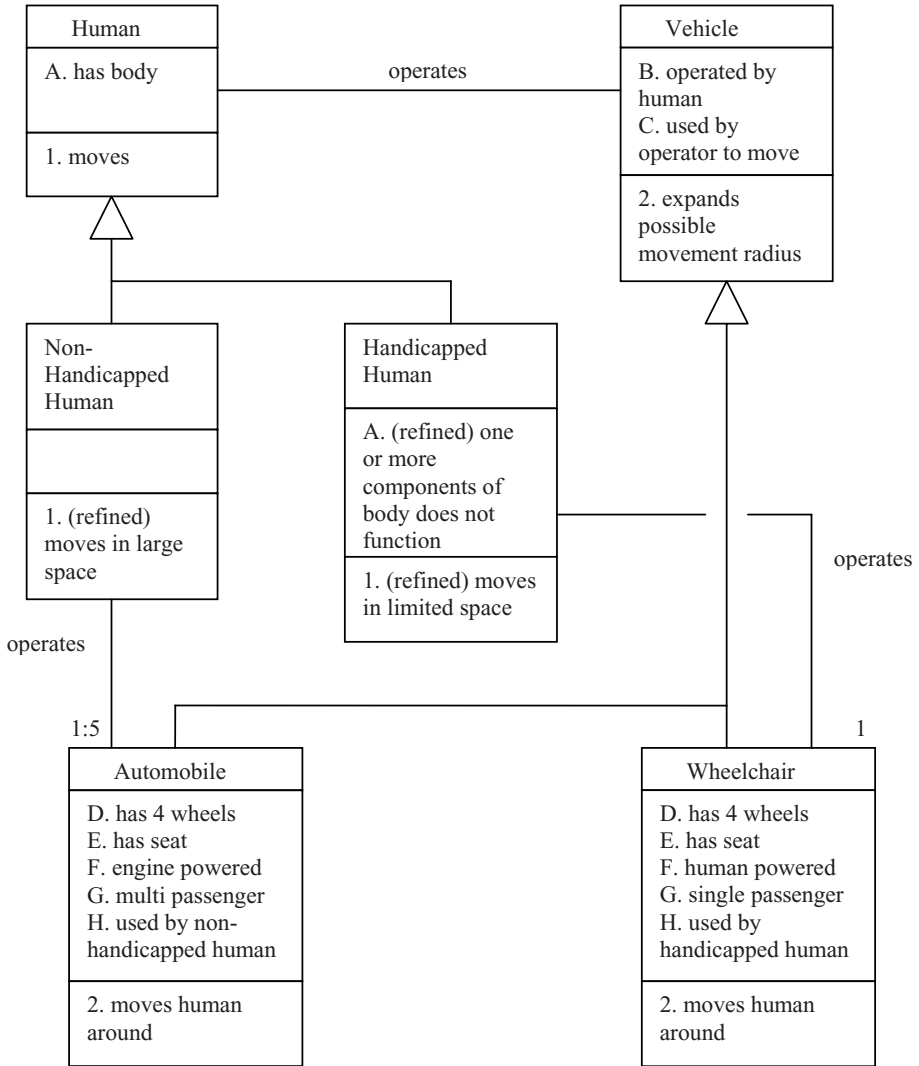 Human
A. has body
1. moves
operates
Vehicle
B. operated by
human
C. used by
operator to move
2. expands
possible
movement radius
Non-
Handicapped
Human
1. (refined)
moves in large
space
Handicapped
Human
A. (refined) one
or more
components of
body does not
function
1. (refined) moves
in limited space
operates
operates
1:5
1
Automobile
D. has 4 wheels
E. has seat
F. engine powered
G. multi passenger
H. used by non-
handicapped human
2. moves human
around
Wheelchair
D. has 4 wheels
E. has seat
F. human powered
G. single passenger
H. used by
handicapped human
2. moves human
around